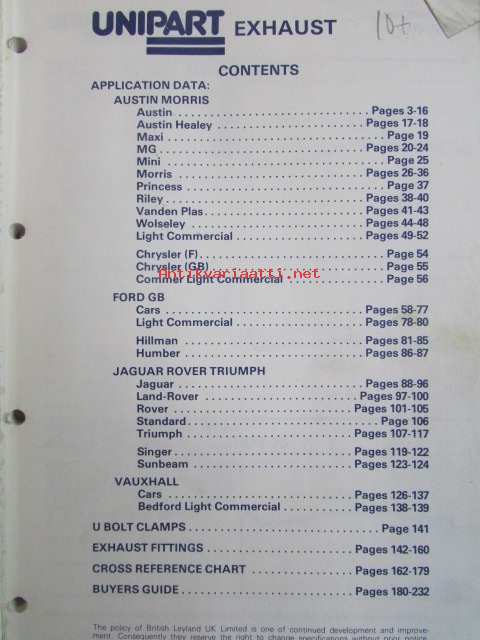 UNIPART EXHAUST
10+
CONTENTS
APPLICATION DATA:
AUSTIN MORRIS
Austin .............................. Pages 3-16
Austin Healey ........................ Pages 17-18
Maxi .................................. Page 19
MG .................................. Pages 20-24
Mini .................................. Page 25
Morris .............................. Pages 26-36
Princess .............................. Page 37
Riley ............................... Pages 38-40
Vanden Plas ......................... Pages 41-43
Wolseley ............................ Pages 44-48
Light Commercial ..................... Pages 49-52
Chrysler (F) ........................... Page 54
Chrysler (GB) .......................... Page 55
Antikvariaatti.net
Commer Light Commercial ............... Page 56
FORD GB
Cars ................................ Pages 58-77
Light Commercial ..................... Pages 78-80
Hillman ............................. Pages 81-85
Humber .............................. Pages 86-87
JAGUAR ROVER TRIUMPH
Jaguar .............................. Pages 88-96
Land-Rover .......................... Pages 97-100
Rover .............................. Pages 101-105
Standard .............................. Page 106
Triumph ............................ Pages 107-117
Singer ............................. Pages 119-122
Sunbeam ............................ Pages 123-124
VAUXHALL
Cars ............................... Pages 126-137
Bedford Light Commercial ............ Pages 138-139
U BOLT CLAMPS .......................... Page 141
EXHAUST FITTINGS .................... Pages 142-160
CROSS REFERENCE CHART ............... Pages 162-179
BUYERS GUIDE ........................ Pages 180-232
The policy of British Leyland UK Limited is one of continued development and improve-
ment. Consequently they reserve the right to change specifications without prior notice.